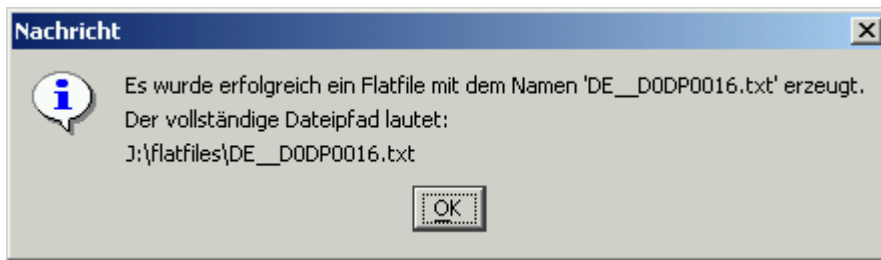 Nachricht
Es wurde erfolgreich ein Flatfile mit dem Namen 'DE__D0DP0016.txt' erzeugt.
Der vollständige Dateipfad lautet:
J:\flatfiles\DE__D0DP0016.txt
OK